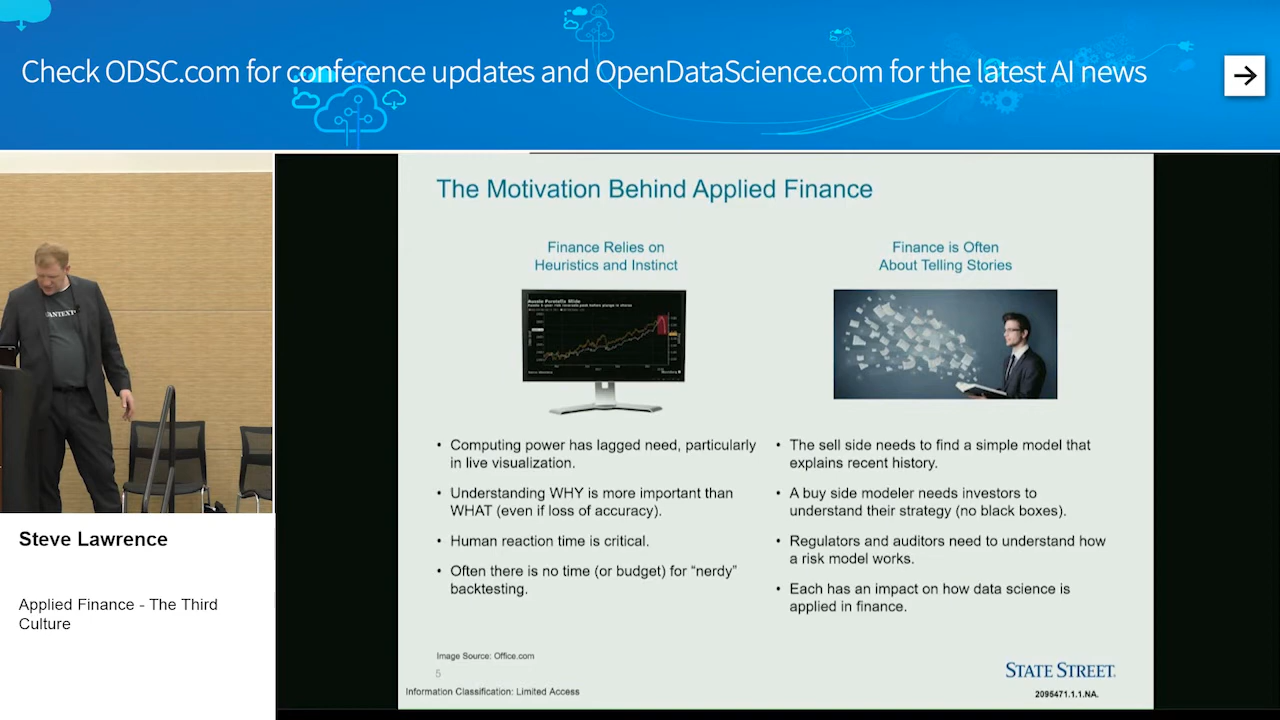 Check ODSC.com for conference updates and OpenDataScience.com for the latest AI news
The Motivation Behind Applied Finance
Finance Relies on
Heuristics and Instinct
• Computing power has lagged need, particularly
in live visualization.
• Understanding WHY is more important than
WHAT (even if loss of accuracy).
• Human reaction time is critical.
• Often there is no time (or budget) for “nerdy”
backtesting.
Finance is Often
About Telling Stories
• The sell side needs to find a simple model that
explains recent history.
• A buy side modeler needs investors to
understand their strategy (no black boxes).
• Regulators and auditors need to understand how
a risk model works.
• Each has an impact on how data science is
applied in finance.
Image Source: Office.com
5
Information Classification: Limited Access
STATE STREET.
2095471.1.1.NA.
Steve Lawrence
Applied Finance - The Third
Culture